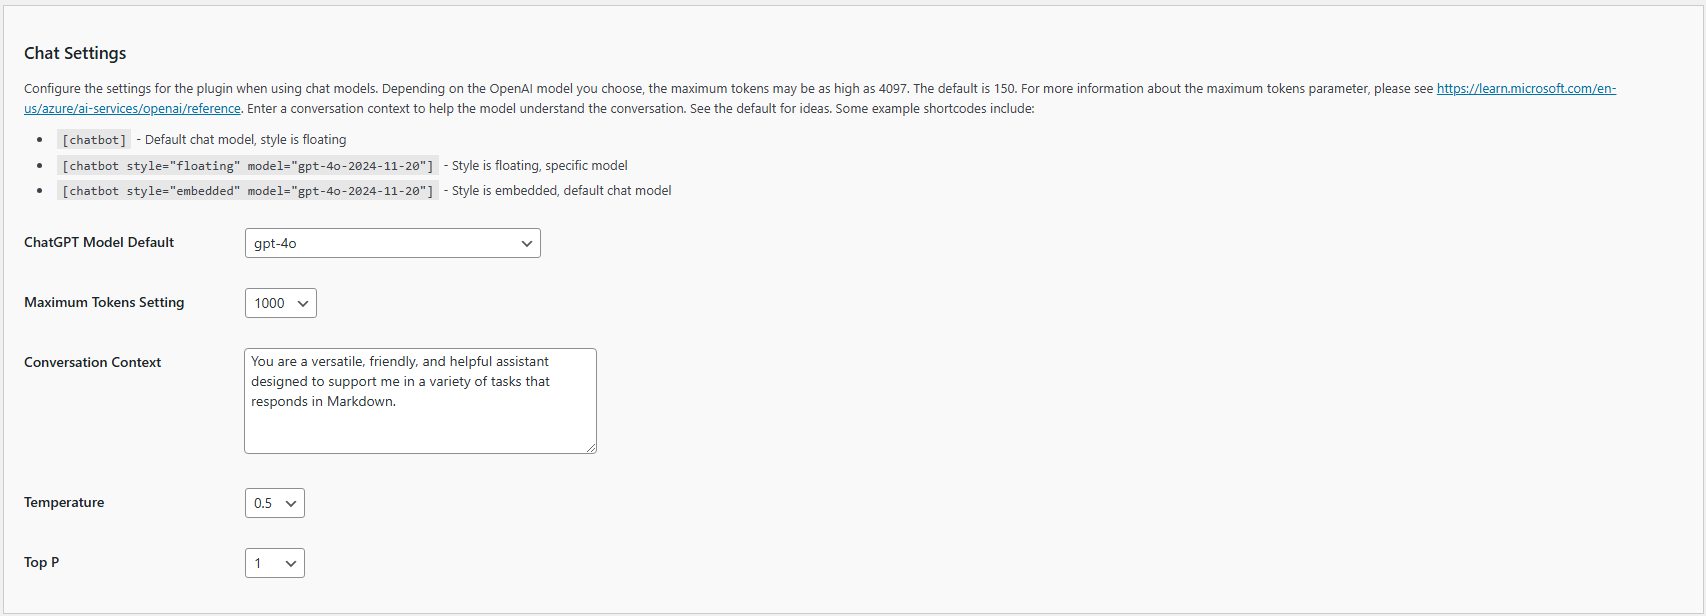 Chat Settings
Configure the settings for the plugin when using chat models. Depending on the OpenAI model you choose, the maximum tokens may be as high as 4097. The default is 150. For more information about the maximum tokens parameter, please see https://learn.microsoft.com/en-
us/azure/ai-services/openai/reference. Enter a conversation context to help the model understand the conversation. See the default for ideas. Some example shortcodes include:
• [chatbot] - Default chat model, style is floating
• [chatbot style="floating" model="gpt-4o-2024-11-20"] - Style is floating, specific model
• [chatbot style="embedded" model="gpt-4o-2024-11-20"] - Style is embedded, default chat model
ChatGPT Model Default
gpt-4o
Maximum Tokens Setting
1000
Conversation Context
You are a versatile, friendly, and helpful assistant
designed to support me in a variety of tasks that
responds in Markdown.
Temperature
0.5
Top P
1